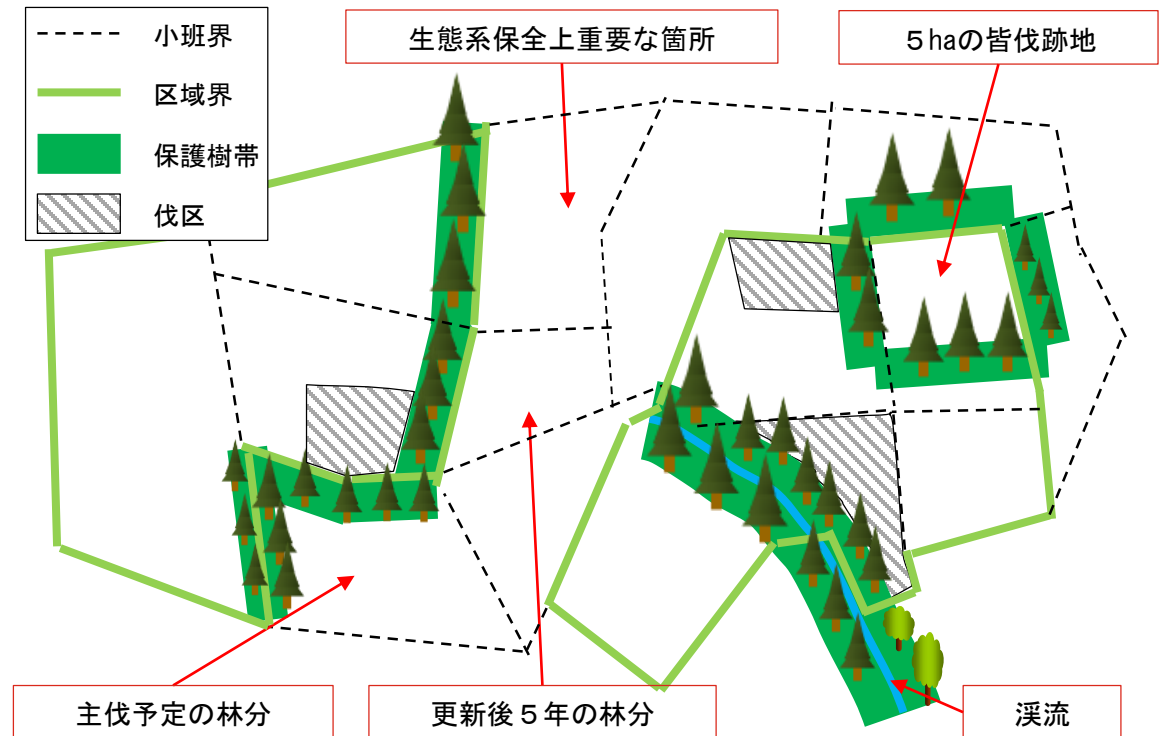 小班界
区域界
保護樹帯
伐区
生態系保全上重要な箇所
５haの皆伐跡地
主伐予定の林分
更新後５年の林分
渓流